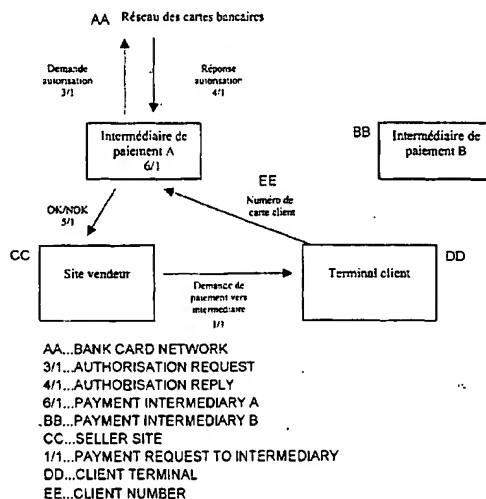 AA Réseau des cartes bancaires
Demande
autorisation
3/1
Réponse
autorisation
4/1
Intermédiaire de
paiement A
6/1
BB
Intermédiaire de
paiement B
EE
Numéro de
carte client
OK/NOK
5/1
CC
Site vendeur
Terminal client
DD
Demande de
paiement vers
intermediaire
1/1
AA...BANK CARD NETWORK
3/1...AUTHORISATION REQUEST
4/1...AUTHORISATION REPLY
6/1...PAYMENT INTERMEDIARY A
BB...PAYMENT INTERMEDIARY B
CC...SELLER SITE
1/1...PAYMENT REQUEST TO INTERMEDIARY
DD...CLIENT TERMINAL
EE...CLIENT NUMBER